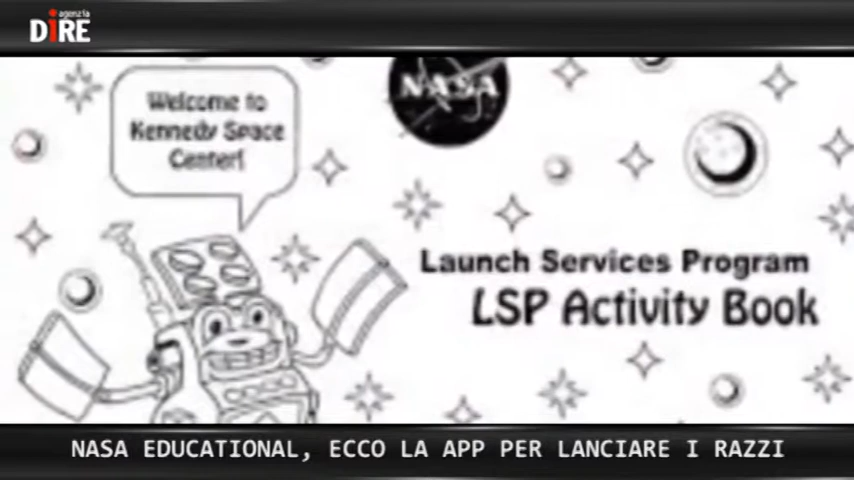 agenzia
DiRE
Welcome to
Kennedy Space
Center!
NASA
Launch Services Program
LSP Activity Book
NASA EDUCATIONAL, ECCO LA APP PER LANCIARE I RAZZI